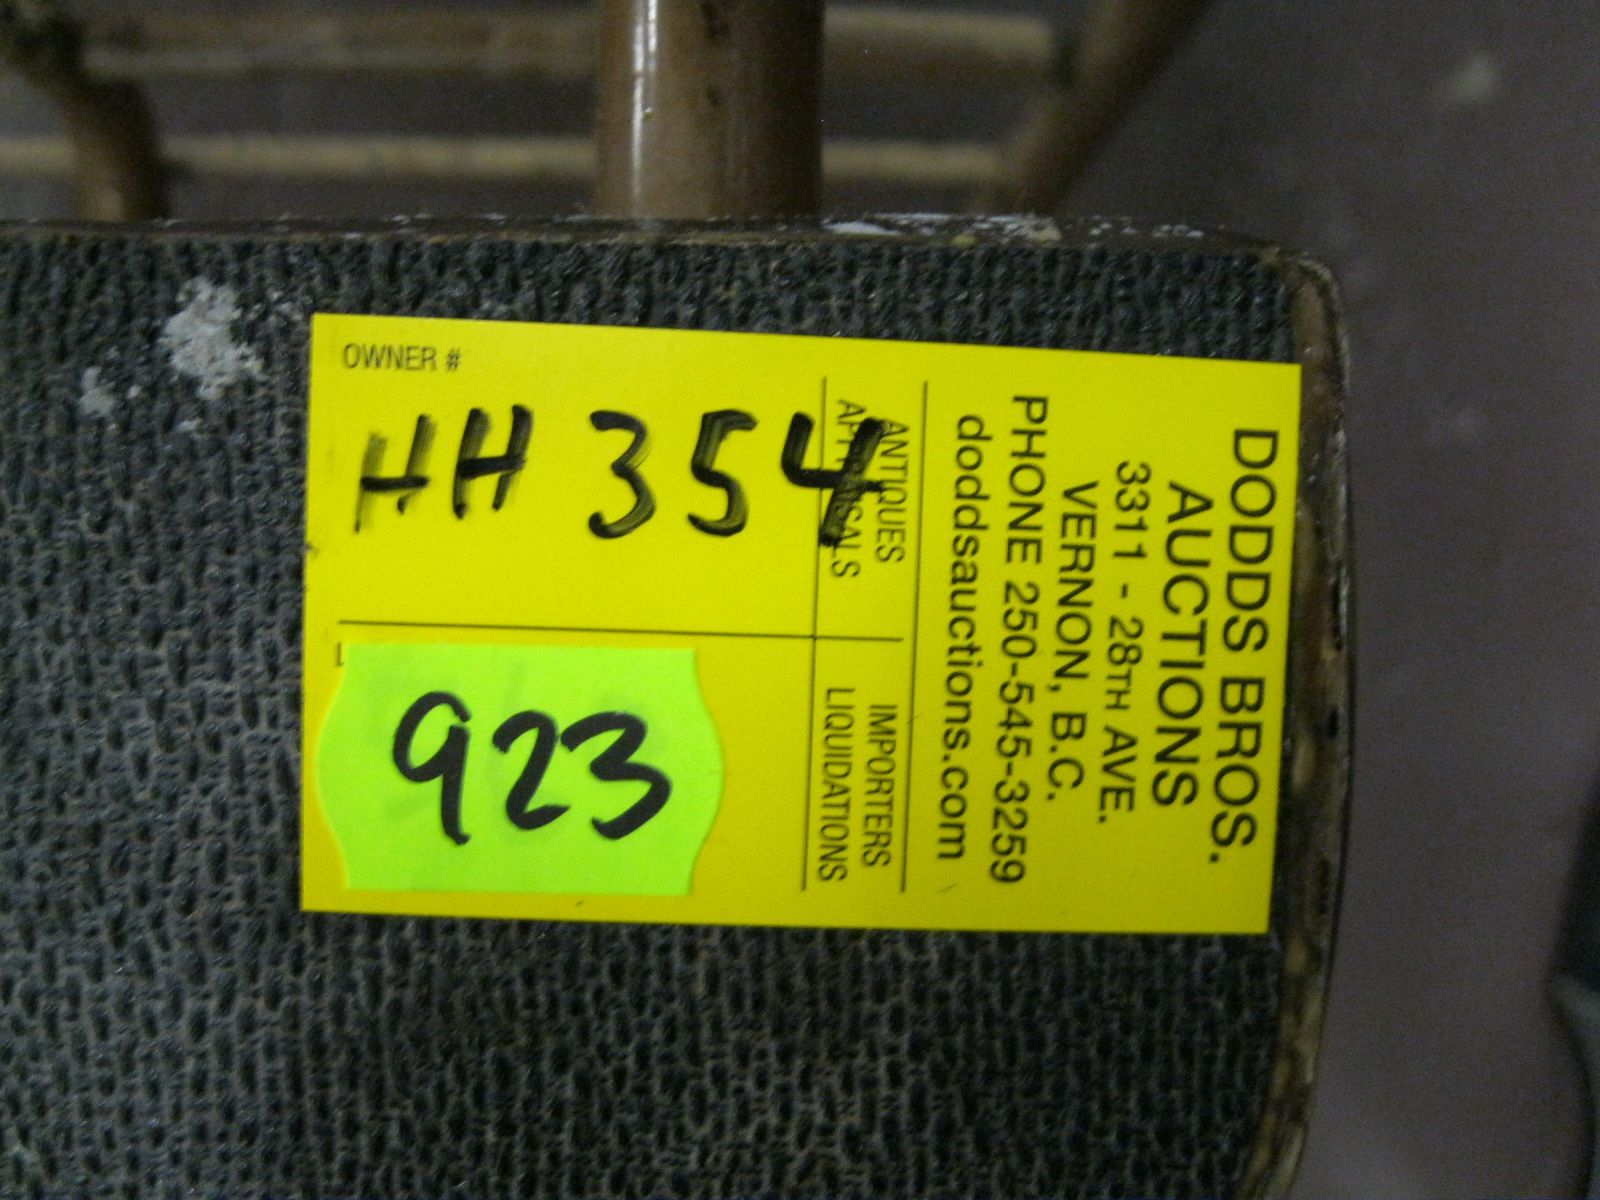 OWNER #
HH 354
923
DODDS BROS.
AUCTIONS
3311 - 28TH AVE.
VERNON, B.C.
PHONE 250-545-3259
doddsauctions.com
ANTIQUES
APPRAISALS
IMPORTERS
LIQUIDATIONS